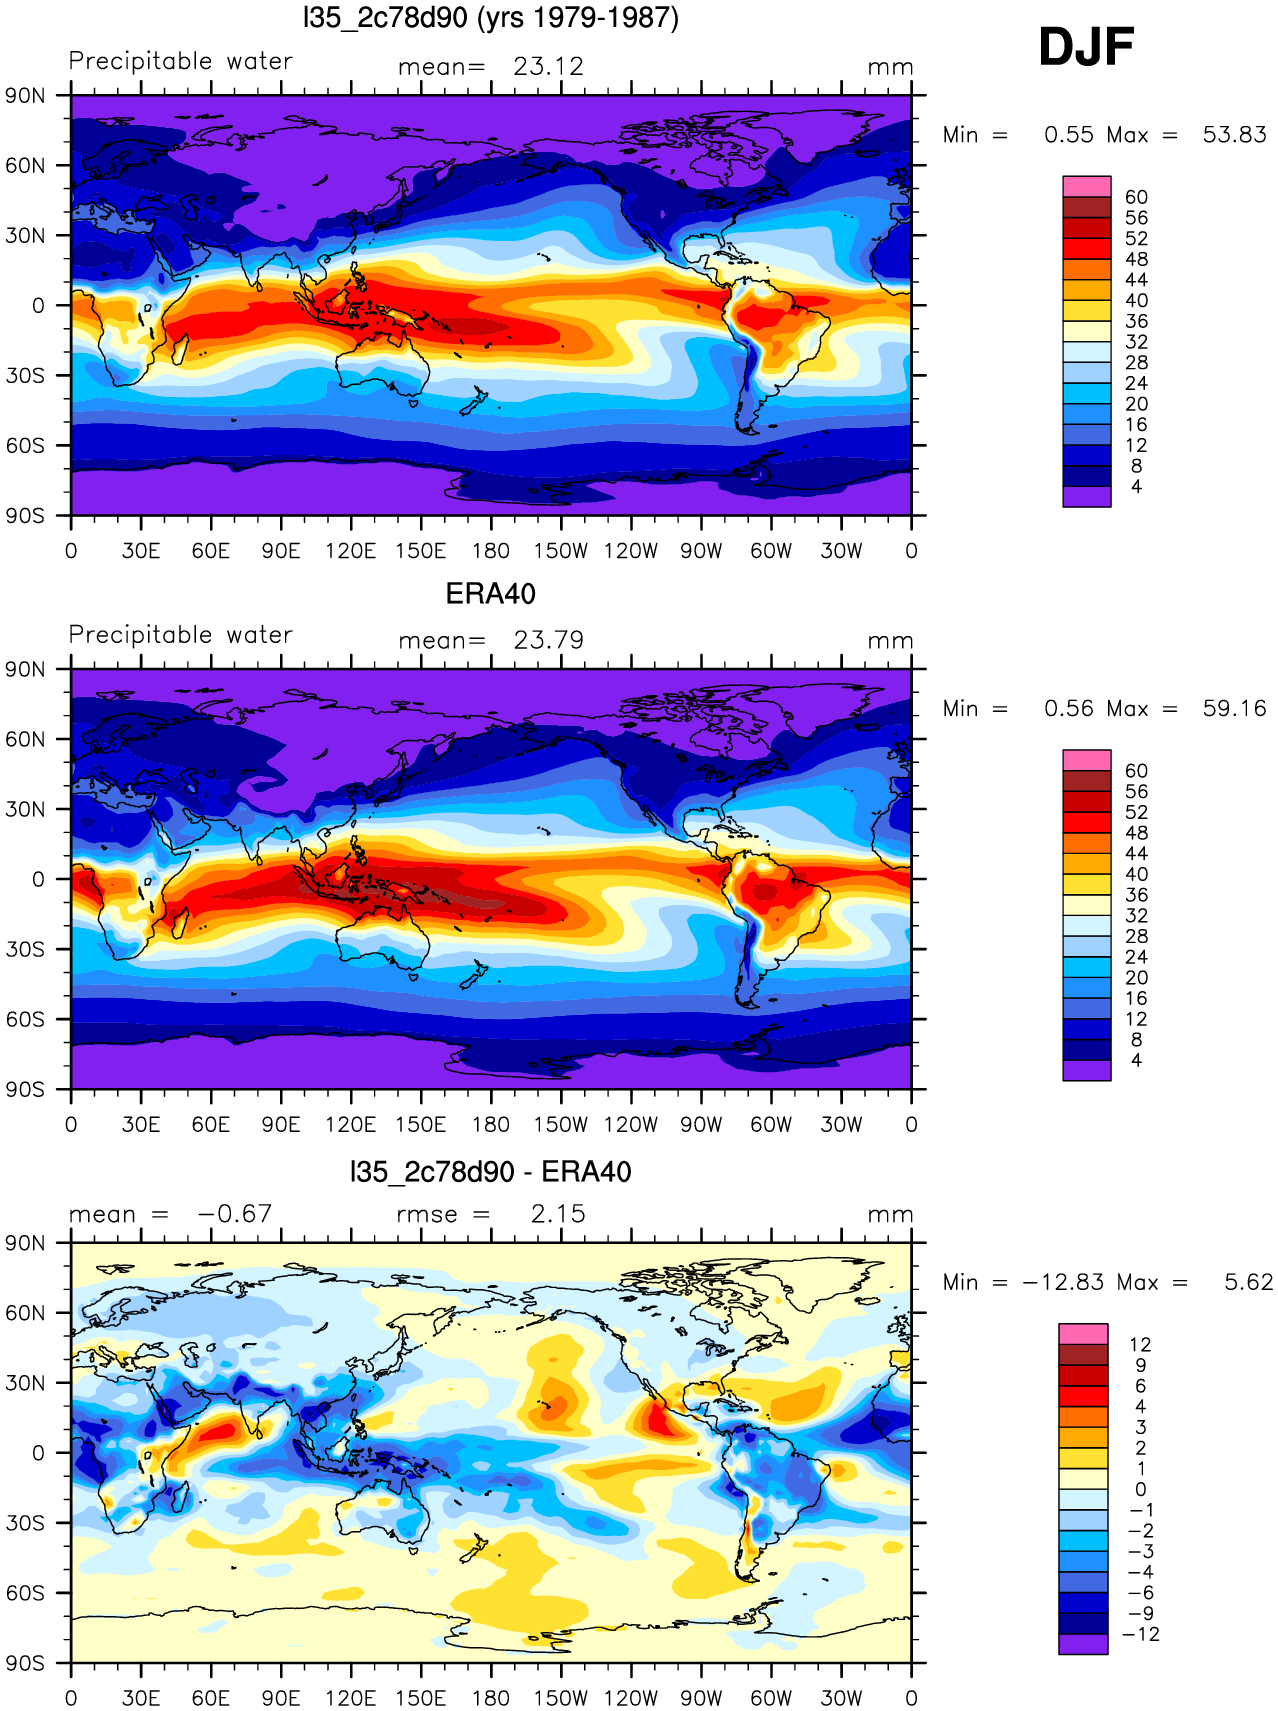 l35_2c78d90 (yrs 1979-1987)
DJF
Precipitable water mean= 23.12 mm
Min = 0.55 Max = 53.83
90N
60N
30N
0
30S
60S
90S
0 30E 60E 90E 120E 150E 180 150W 120W 90W 60W 30W 0
60
56
52
48
44
40
36
32
28
24
20
16
12
8
4
ERA40
Precipitable water mean= 23.79 mm
Min = 0.56 Max = 59.16
90N
60N
30N
0
30S
60S
90S
0 30E 60E 90E 120E 150E 180 150W 120W 90W 60W 30W 0
60
56
52
48
44
40
36
32
28
24
20
16
12
8
4
l35_2c78d90 - ERA40
mean = −0.67 rmse = 2.15 mm
Min = −12.83 Max = 5.62
90N
60N
30N
0
30S
60S
90S
0 30E 60E 90E 120E 150E 180 150W 120W 90W 60W 30W 0
12
9
6
4
3
2
1
0
−1
−2
−3
−4
−6
−9
−12